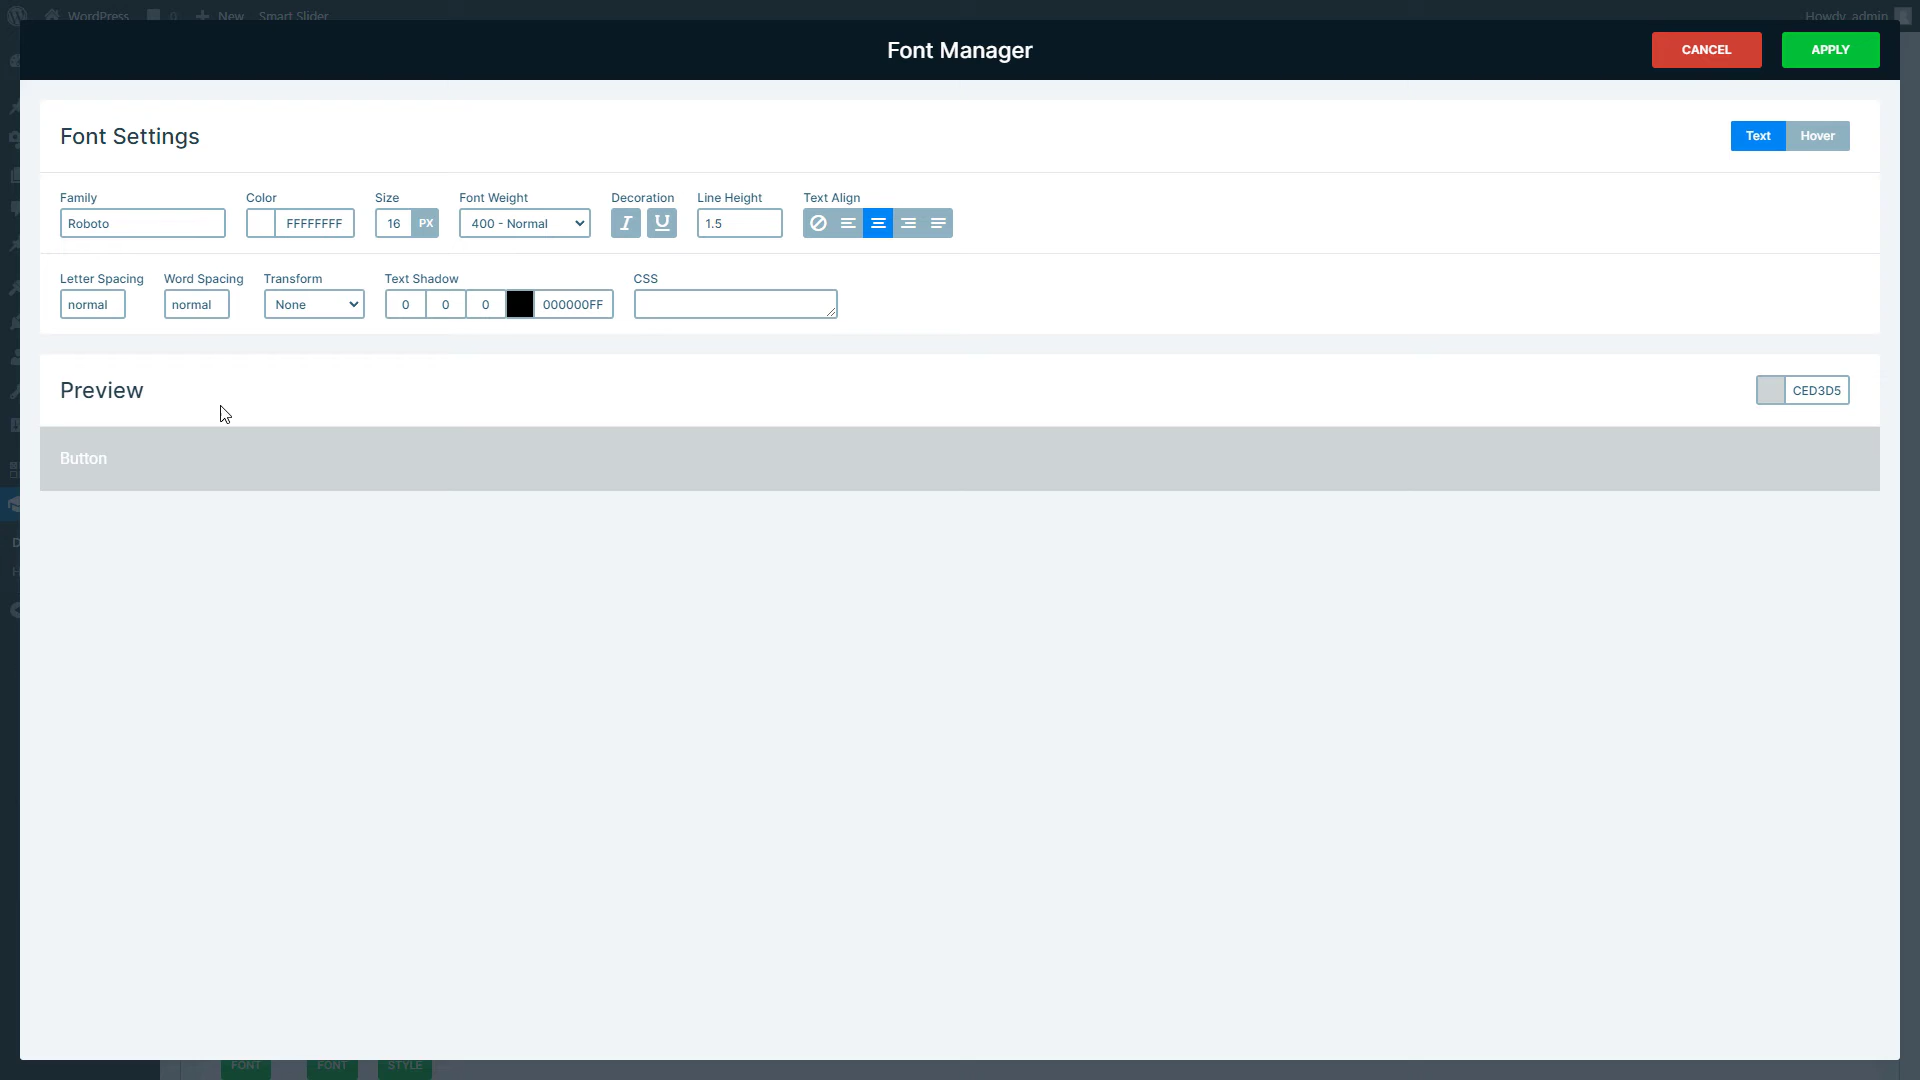 WordPress 0 New Smart Slider Howdy, admin
Font Manager
CANCEL
APPLY
Font Settings
Text Hover
Family Color Size Font Weight Decoration Line Height Text Align
Roboto FFFFFFFF 16 PX 400 - Normal I U 1.5
Letter Spacing Word Spacing Transform Text Shadow CSS
normal normal None 0 0 0 000000FF
Preview
CED3D5
Button
FONT FONT STYLE